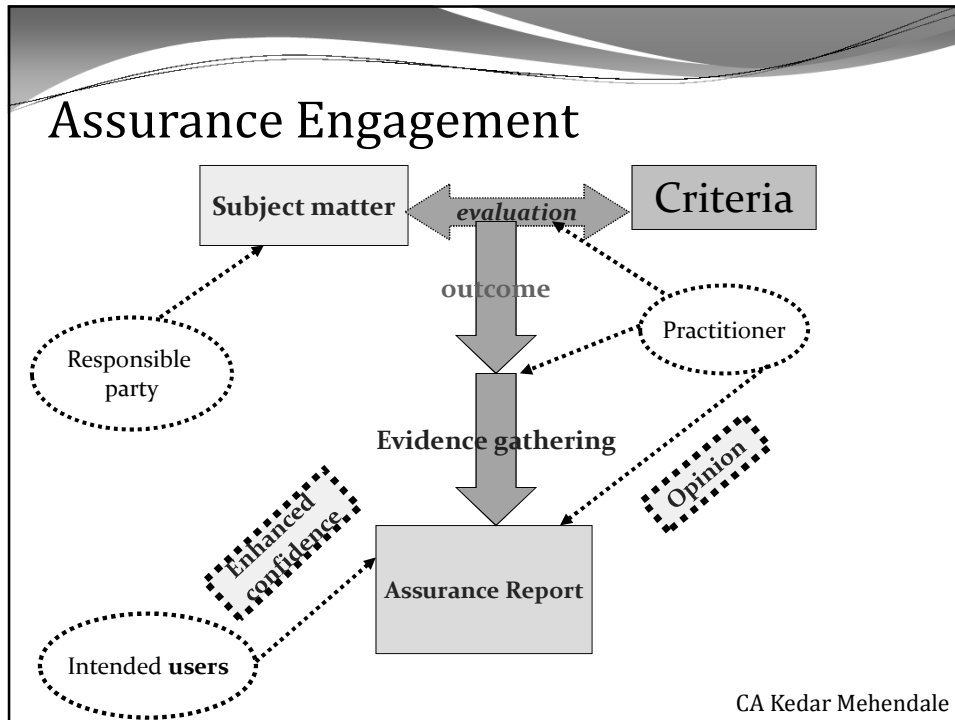 Assurance Engagement
Subject matter
evaluation
Criteria
outcome
Practitioner
Responsible
party
Evidence gathering
Opinion
Enhanced
confidence
Assurance Report
Intended users
CA Kedar Mehendale